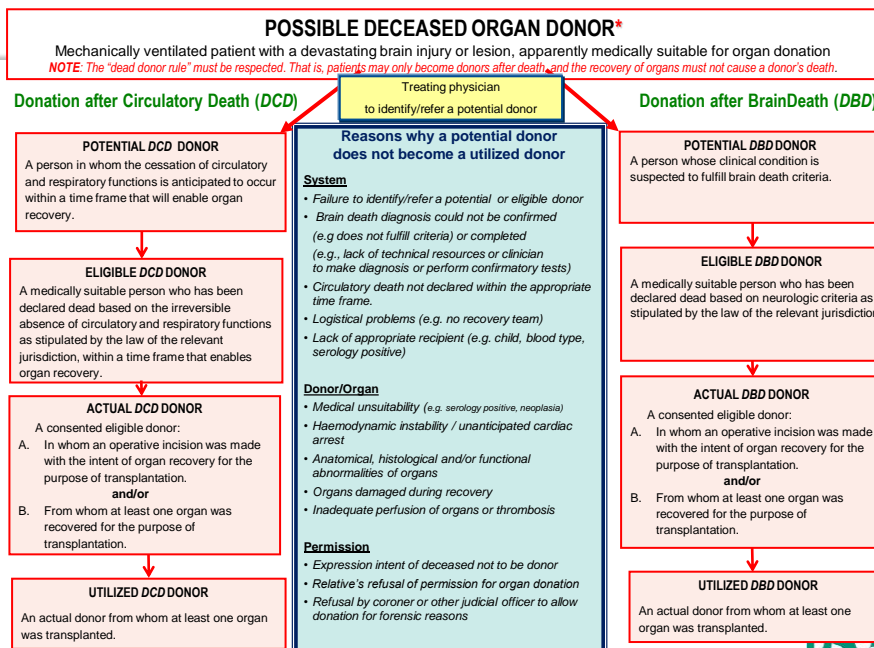 POSSIBLE DECEASED ORGAN DONOR*
Mechanically ventilated patient with a devastating brain injury or lesion, apparently medically suitable for organ donation
NOTE: The “dead donor rule” must be respected. That is, patients may only become donors after death, and the recovery of organs must not cause a donor's death.
Treating physician
to identify/refer a potential donor
Donation after Circulatory Death (DCD)
POTENTIAL DCD DONOR
A person in whom the cessation of circulatory
and respiratory functions is anticipated to occur
within a time frame that will enable organ
recovery.
ELIGIBLE DCD DONOR
A medically suitable person who has been
declared dead based on the irreversible
absence of circulatory and respiratory functions
as stipulated by the law of the relevant
jurisdiction, within a time frame that enables
organ recovery.
ACTUAL DCD DONOR
A consented eligible donor:
A. In whom an operative incision was made
with the intent of organ recovery for the
purpose of transplantation.
and/or
B. From whom at least one organ was
recovered for the purpose of
transplantation.
UTILIZED DCD DONOR
An actual donor from whom at least one organ
was transplanted.
Reasons why a potential donor
does not become a utilized donor
System
• Failure to identify/refer a potential or eligible donor
• Brain death diagnosis could not be confirmed
(e.g does not fulfill criteria) or completed
(e.g., lack of technical resources or clinician
to make diagnosis or perform confirmatory tests)
• Circulatory death not declared within the appropriate
time frame.
• Logistical problems (e.g. no recovery team)
• Lack of appropriate recipient (e.g. child, blood type,
serology positive)
Donor/Organ
• Medical unsuitability (e.g. serology positive, neoplasia)
• Haemodynamic instability / unanticipated cardiac
arrest
• Anatomical, histological and/or functional
abnormalities of organs
• Organs damaged during recovery
• Inadequate perfusion of organs or thrombosis
Permission
• Expression intent of deceased not to be donor
• Relative's refusal of permission for organ donation
• Refusal by coroner or other judicial officer to allow
donation for forensic reasons
Donation after BrainDeath (DBD)
POTENTIAL DBD DONOR
A person whose clinical condition is
suspected to fulfill brain death criteria.
ELIGIBLE DBD DONOR
A medically suitable person who has been
declared dead based on neurologic criteria as
stipulated by the law of the relevant jurisdiction
ACTUAL DBD DONOR
A consented eligible donor:
A. In whom an operative incision was made
with the intent of organ recovery for the
purpose of transplantation.
and/or
B. From whom at least one organ was
recovered for the purpose of
transplantation.
UTILIZED DBD DONOR
An actual donor from whom at least one
organ was transplanted.